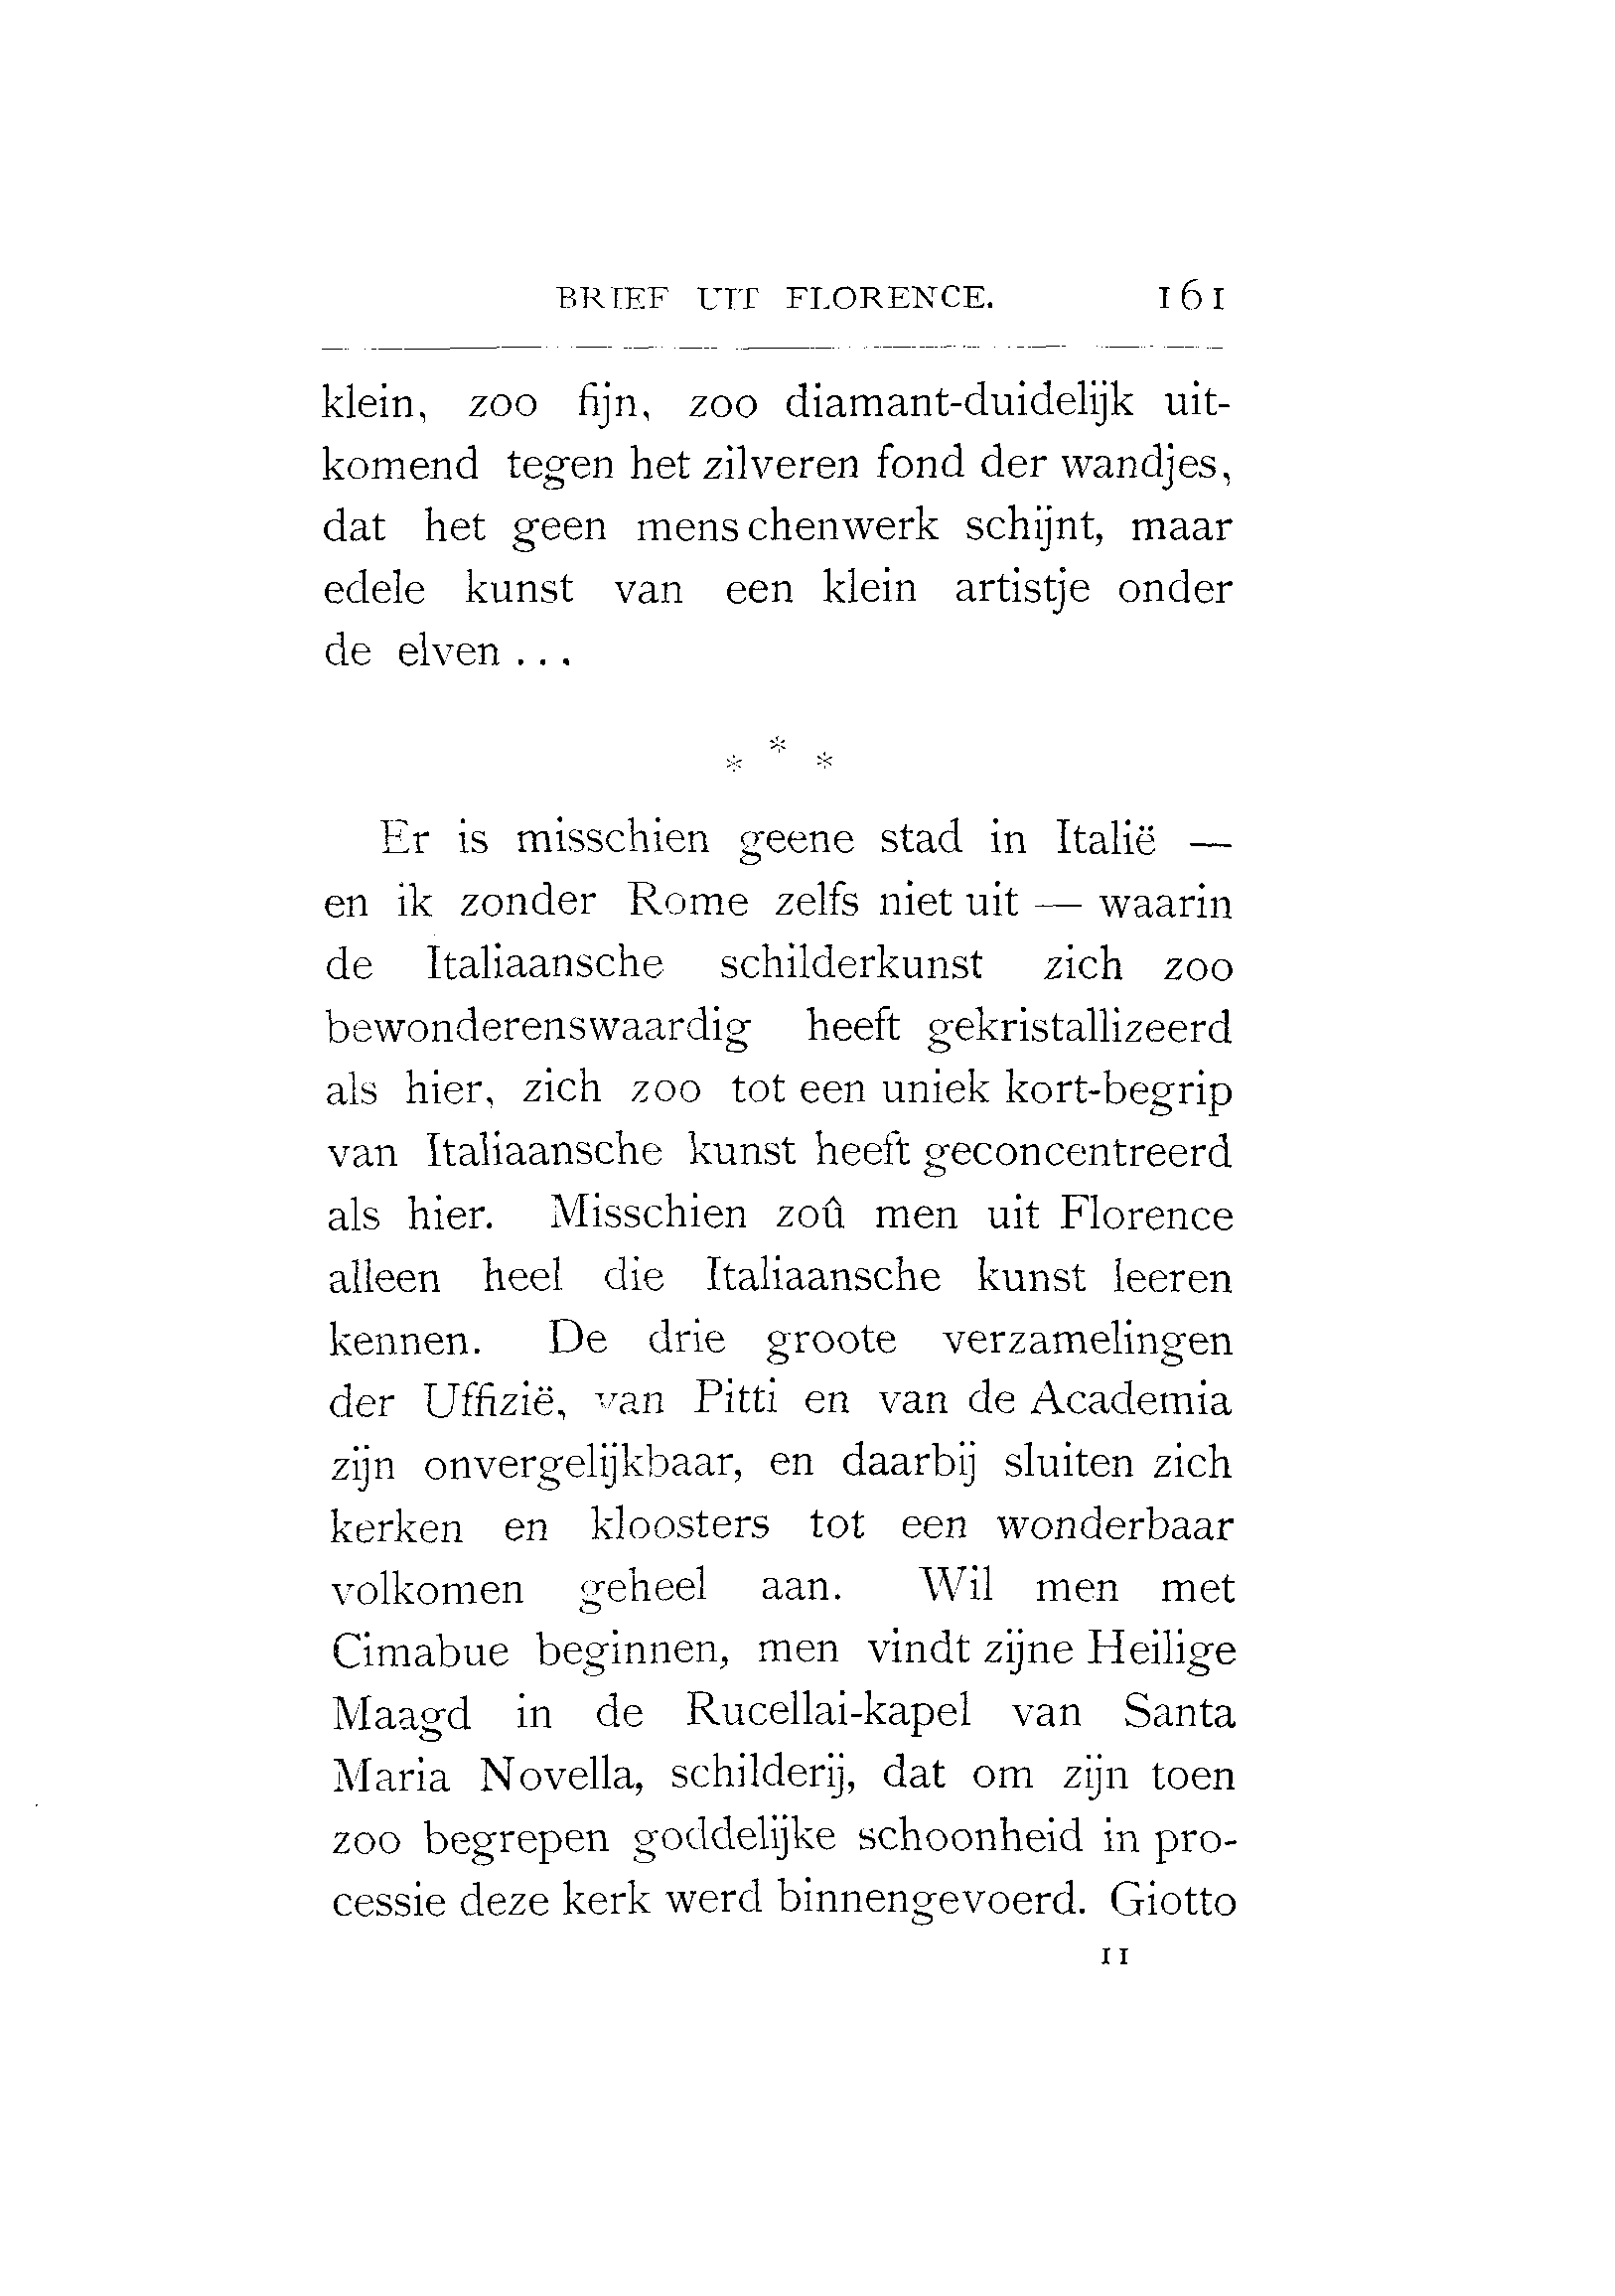 BRIEF UIT FLORENCE. 161
klein, zoo fijn, zoo diamant-duidelijk uit-
komend tegen het zilveren fond der wandjes,
dat het geen menschenwerk schijnt, maar
edele kunst van een klein artistje onder
de elven . . .
* * *
Er is misschien geene stad in Italië —
en ik zonder Rome zelfs niet uit — waarin
de Italiaansche schilderkunst zich zoo
bewonderenswaardig heeft gekristallizeerd
als hier, zich zoo tot een uniek kort-begrip
van Italiaansche kunst heeft geconcentreerd
als hier. Misschien zoû men uit Florence
alleen heel die Italiaansche kunst leeren
kennen. De drie groote verzamelingen
der Uffizië, van Pitti en van de Academia
zijn onvergelijkbaar, en daarbij sluiten zich
kerken en kloosters tot een wonderbaar
volkomen geheel aan. Wil men met
Cimabue beginnen, men vindt zijne Heilige
Maagd in de Rucellai-kapel van Santa
Maria Novella, schilderij, dat om zijn toen
zoo begrepen goddelijke schoonheid in pro-
cessie deze kerk werd binnengevoerd. Giotto
11